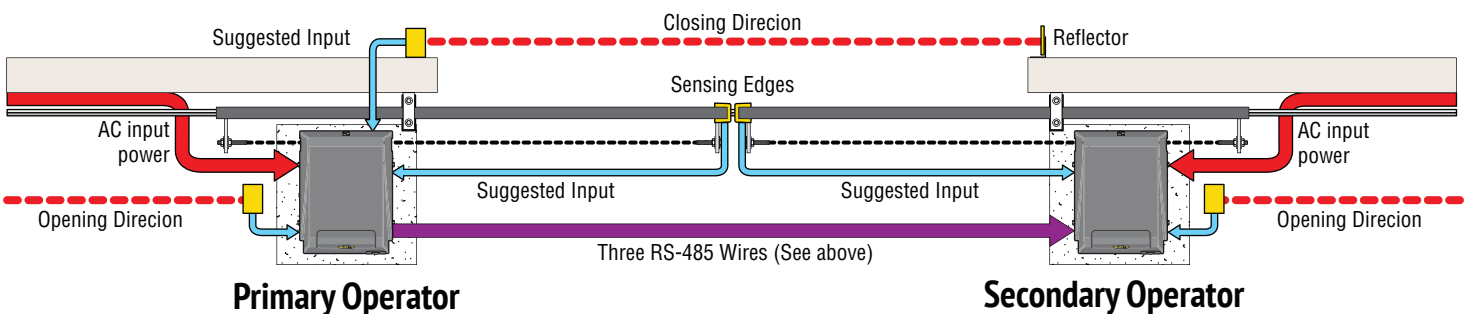 Closing Direcion
Suggested Input
Reflector
Sensing Edges
AC input
power
AC input
power
Suggested Input
Suggested Input
Opening Direcion
Opening Direcion
Three RS-485 Wires (See above)
Primary Operator
Secondary Operator